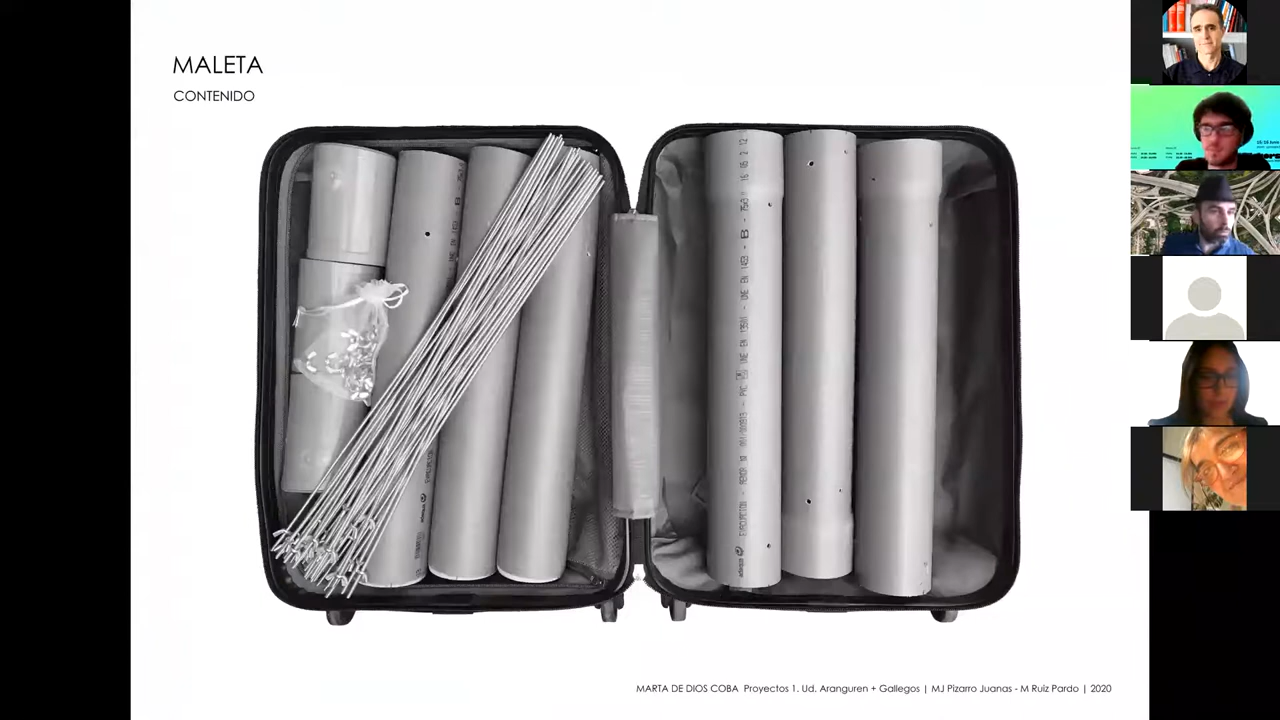 MALETA
CONTENIDO
MARTA DE DIOS COBA Proyectos 1. Ud. Aranguren + Gallegos | MJ Pizarro Juanas - M Ruiz Pardo | 2020